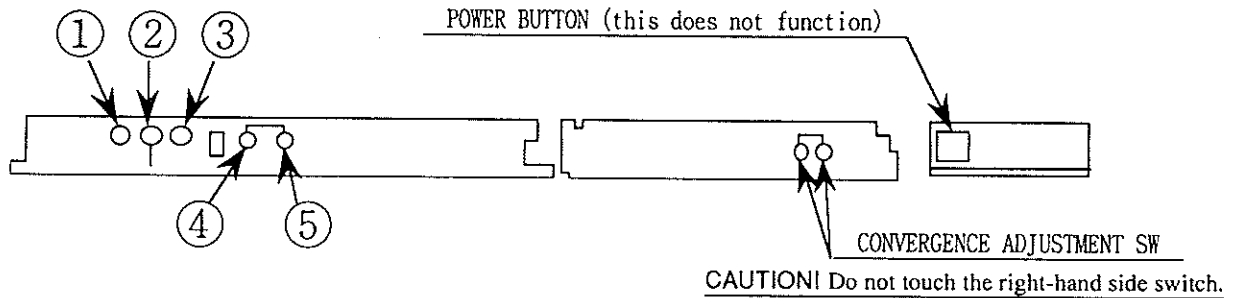 POWER BUTTON (this does not function)
① ② ③
④ ⑤
CONVERGENCE ADJUSTMENT SW
CAUTION! Do not touch the right-hand side switch.